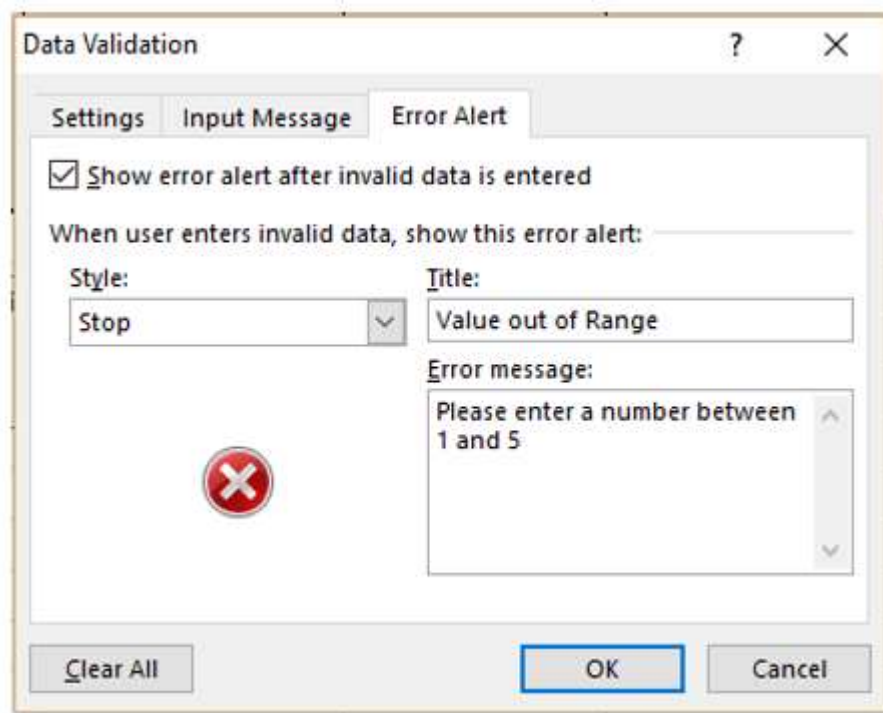 Data Validation ?
Settings Input Message Error Alert
Show error alert after invalid data is entered
When user enters invalid data, show this error alert:
Style: Title:
Stop Value out of Range
Error message:
Please enter a number between
1 and 5
Clear All OK Cancel